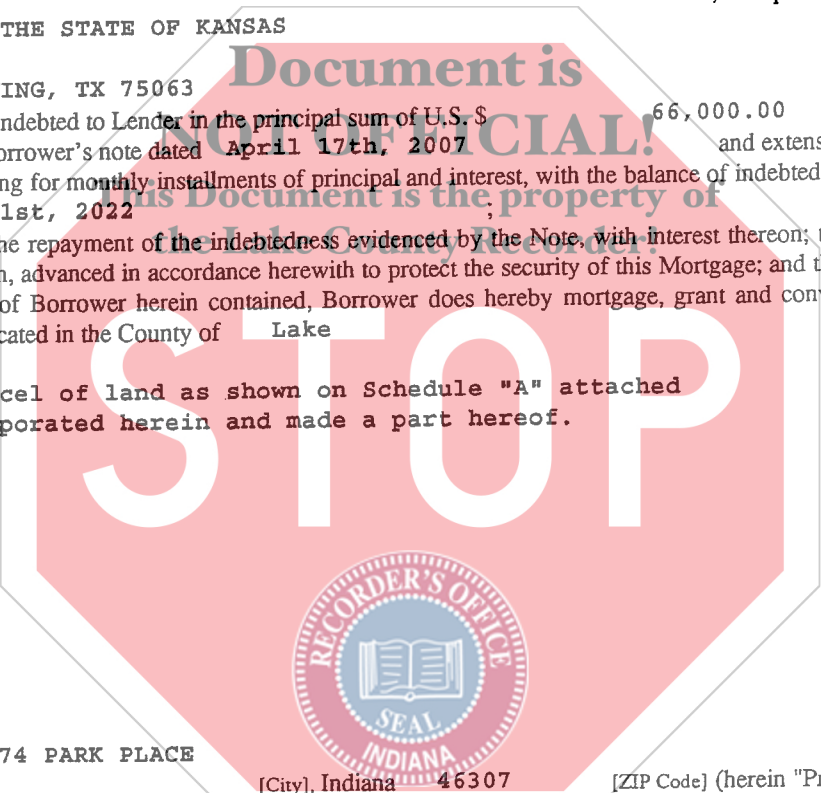 THE STATE OF KANSAS
Document is
ING, TX 75063
ndebted to Lender in the principal sum of U.S. $ 66,000.00
NOT OFFICIAL!
orrower's note dated April 17th, 2007 and extens
ng for monthly installments of principal and interest, with the balance of indebted
This Document is the property of
1st, 2022 ;
the Lake County Recorder!
he repayment of the indebtedness evidenced by the Note, with interest thereon; t
n, advanced in accordance herewith to protect the security of this Mortgage; and th
of Borrower herein contained, Borrower does hereby mortgage, grant and conv
cated in the County of Lake
cel of land as shown on Schedule "A" attached
porated herein and made a part hereof.
STOP
RECORDER'S OFFICE
SEAL
INDIANA
74 PARK PLACE
[City], Indiana 46307 [ZIP Code] (herein "Pr